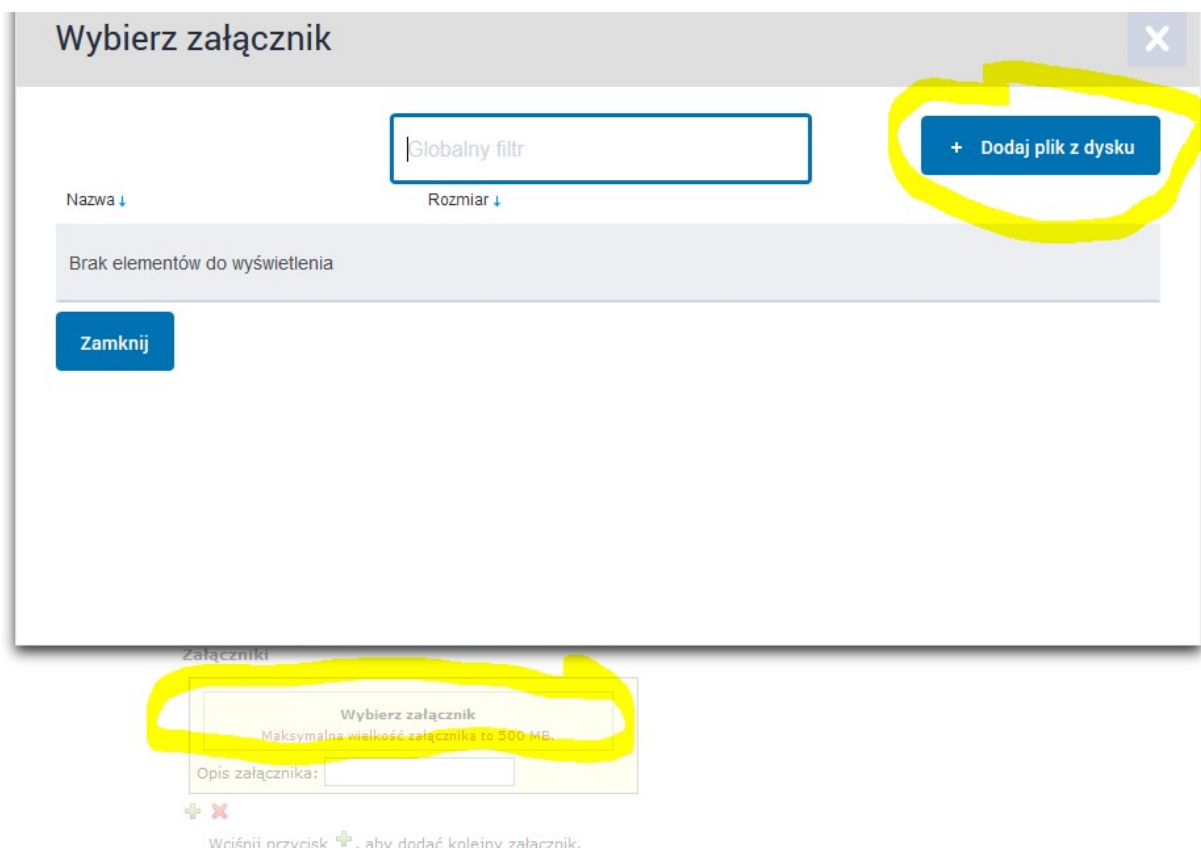 Wybierz załącznik
Globalny filtr
+ Dodaj plik z dysku
Nazwa↓ Rozmiar↓
Brak elementów do wyświetlenia
Zamknij
Załączniki
Wybierz załącznik
Maksymalna wielkość załącznika to 500 MB.
Opis załącznika:
Wciśnij przycisk , aby dodać kolejny załącznik.